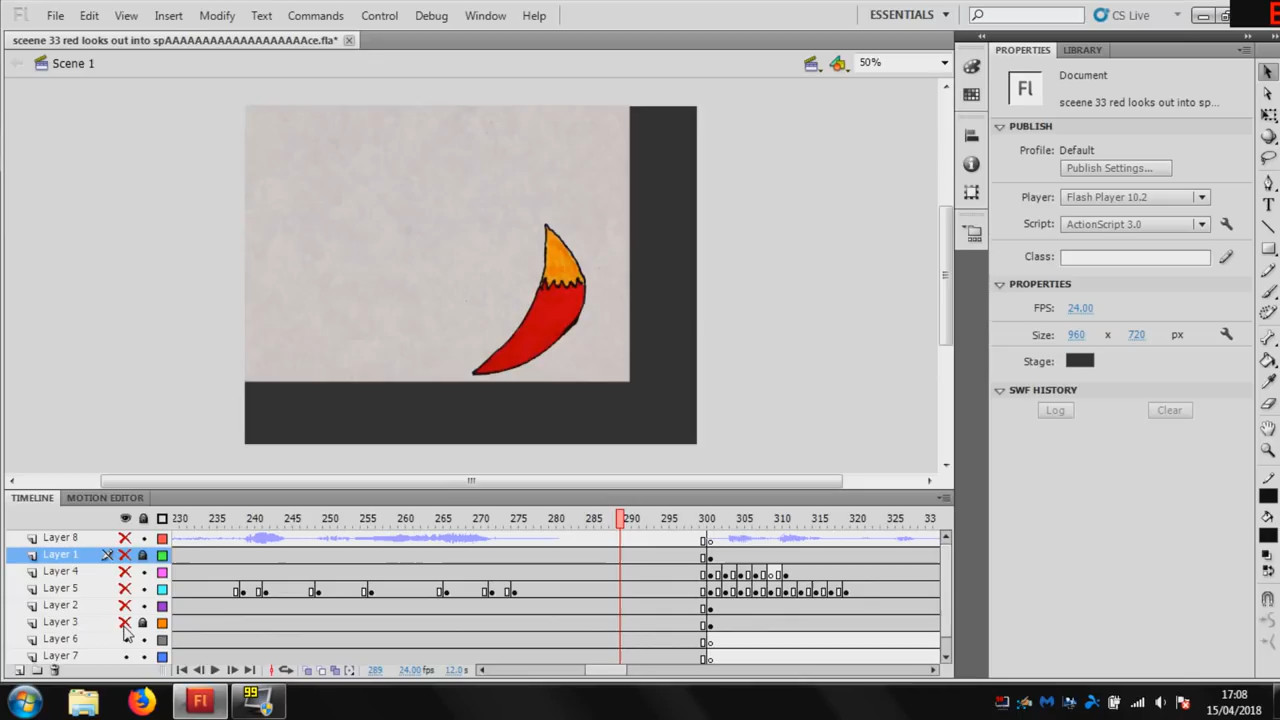 Fl File Edit View Insert Modify Text Commands Control Debug Window Help ESSENTIALS CS Live
sceene 33 red looks out into spAAAAAAAAAAAAAAAAAAAce.fla*
Scene 1 50%
PROPERTIES LIBRARY
Fl Document
sceene 33 red looks out into sp...
PUBLISH
Profile: Default
Publish Settings...
Player: Flash Player 10.2
Script: ActionScript 3.0
Class:
PROPERTIES
FPS: 24.00
Size: 960 x 720 px
Stage:
SWF HISTORY
Log Clear
TIMELINE MOTION EDITOR
230 235 240 245 250 255 260 265 270 275 280 285 290 295 300 305 310 315 320 33
Layer 8
Layer 1
Layer 4
Layer 5
Layer 2
Layer 3
Layer 6
Layer 7
289 24.00 fps 12.0 s
Fl 99
17:08
15/04/2018